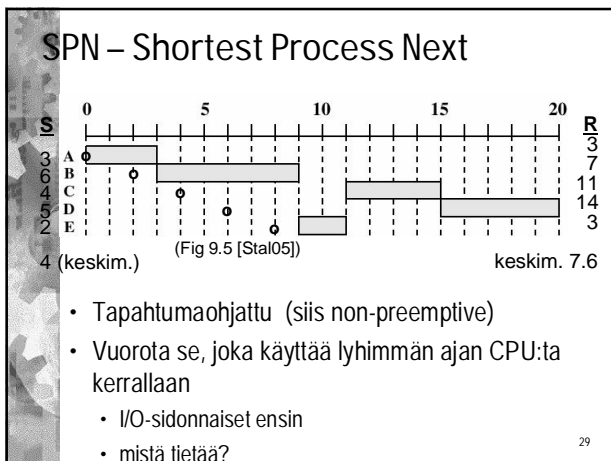 SPN – Shortest Process Next
0 5 10 15 20
S R
3 A 3
6 B 7
4 C 11
5 D 14
2 E 3
(Fig 9.5 [Stal05])
4 (keskim.) keskim. 7.6
• Tapahtumaohjattu (siis non-preemptive)
• Vuorota se, joka käyttää lyhimmän ajan CPU:ta
kerrallaan
• I/O-sidonnaiset ensin
• mistä tietää?
29